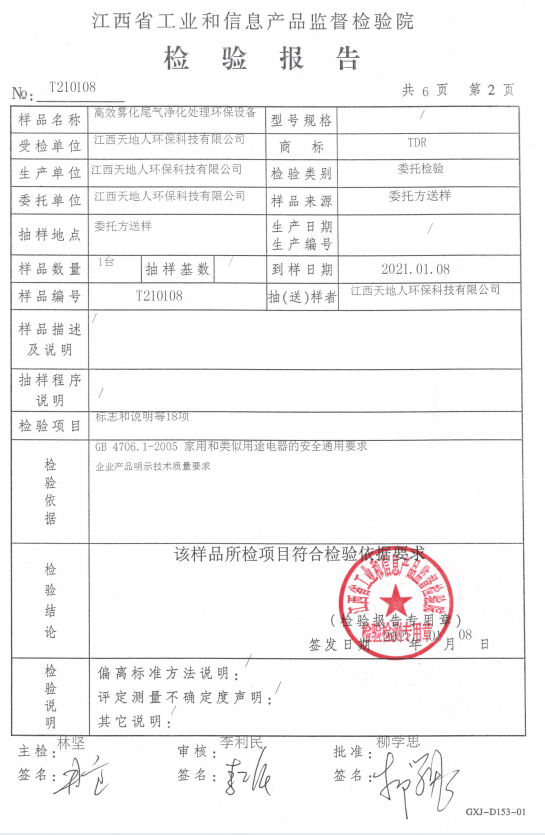 江西省工业和信息产品监督检验院
检 验 报 告
№: T210108
共 6 页 第 2 页
样品名称 高效雾化尾气净化处理环保设备 型号规格 /
受检单位 江西天地人环保科技有限公司 商 标 TDR
生产单位 江西天地人环保科技有限公司 检验类别 委托检验
委托单位 江西天地人环保科技有限公司 样品来源 委托方送样
抽样地点 委托方送样 生产日期 生产编号 /
样品数量 1台 抽样基数 / 到样日期 2021.01.08
样品编号 T210108 抽(送)样者 江西天地人环保科技有限公司
样品描述及说明 /
抽样程序说明 /
检验项目 标志和说明等18项
检验依据 GB 4706.1-2005 家用和类似用途电器的安全通用要求
企业产品明示技术质量要求
检验结论 该样品所检项目符合检验依据要求
江西省工业和信息产品监督检验院
检验检测专用章
(检验报告专用章)
签发日期 2021年01月08日
检验说明 偏离标准方法说明: /
评定测量不确定度声明: /
其它说明: /
主检: 林坚 审核: 李利民 批准: 柳学忠
签名: 签名: 签名:
GXJ-D153-01